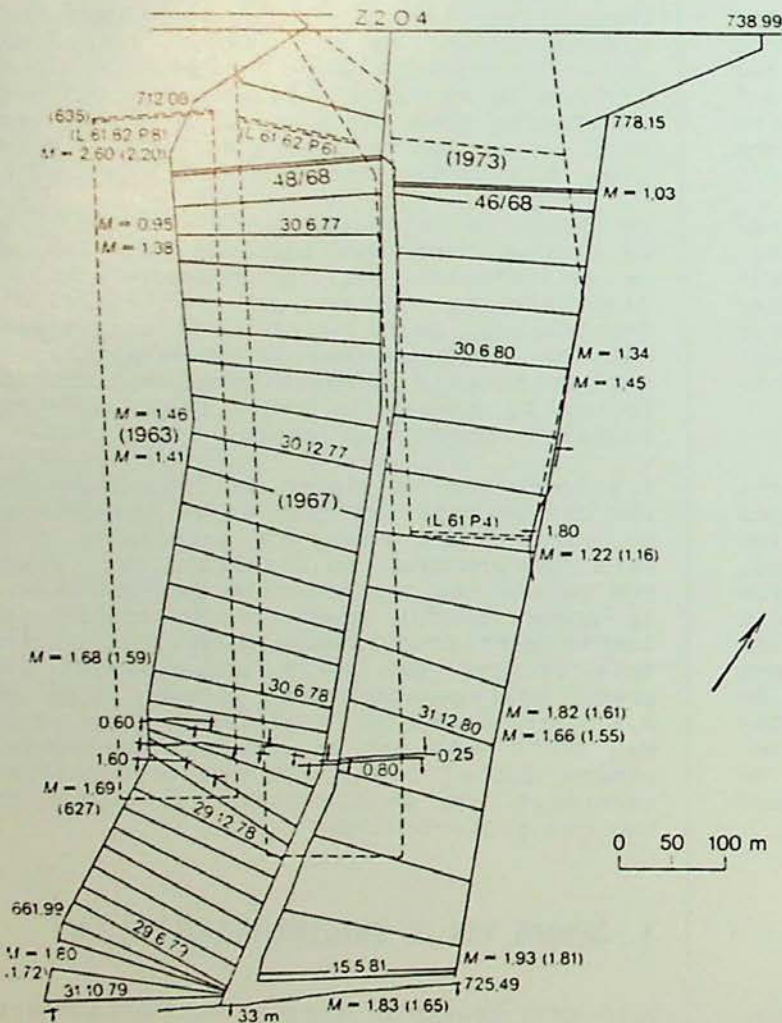 Z 2 0 4
738.99
712.08
(635)
(L 61 62 P8)
M = 2.60 (2.20)
(L 61 62 P6)
778.15
(1973)
48/68
46/68
M = 1.03
M = 0.95
M = 1.38
30.6.77
30.6.80
M = 1.34
M = 1.45
M = 1.46
(1963)
M = 1.41
30.12.77
(1967)
(L 61 P4)
1.80
M = 1.22 (1.16)
M = 1.68 (1.59)
30.6.78
31.12.80
M = 1.82 (1.61)
M = 1.66 (1.55)
0.60
0.25
1.60
0.80
M = 1.69
(627)
29.12.78
0 50 100 m
661.99
29.6.79
M = 1.80
(1.72)
31.10.79
15.5.81
M = 1.93 (1.81)
725.49
M = 1.83 (1.65)
33 m